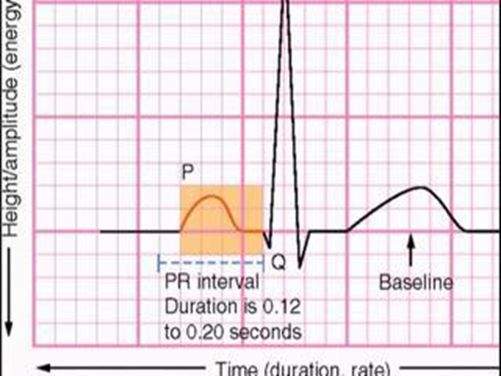 Height/amplitude (energy
P
Q
PR interval
Duration is 0.12
to 0.20 seconds
Baseline
Time (duration, rate)